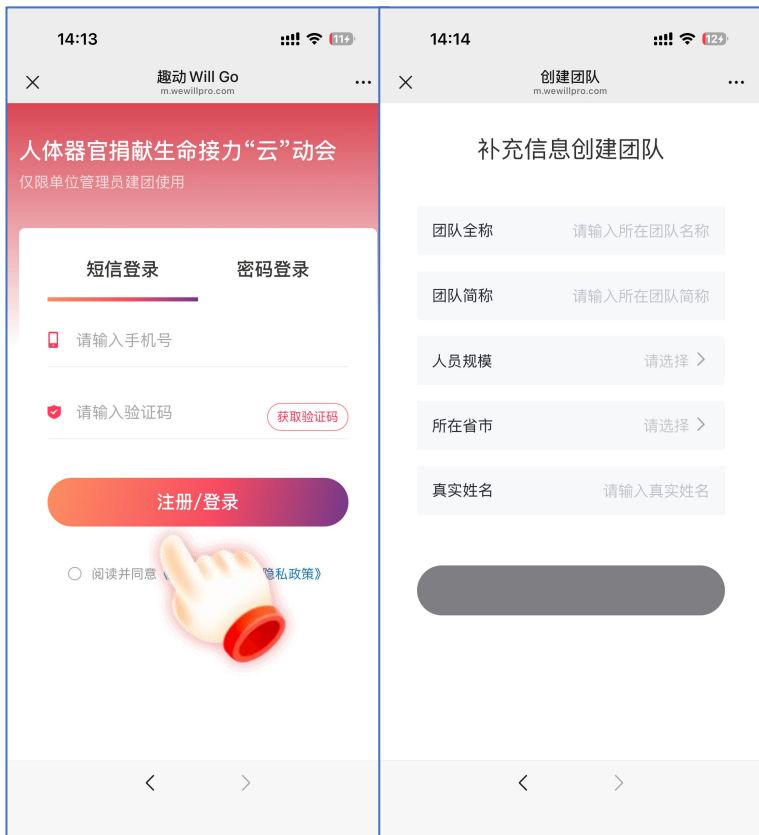 14:13
11
趣动 Will Go
m.wewillpro.com
人体器官捐献生命接力“云”动会
仅限单位管理员建团使用
短信登录
密码登录
请输入手机号
请输入验证码
获取验证码
注册/登录
阅读并同意
隐私政策》
14:14
12
创建团队
m.wewillpro.com
补充信息创建团队
团队全称
请输入所在团队名称
团队简称
请输入所在团队简称
人员规模
请选择
所在省市
请选择
真实姓名
请输入真实姓名